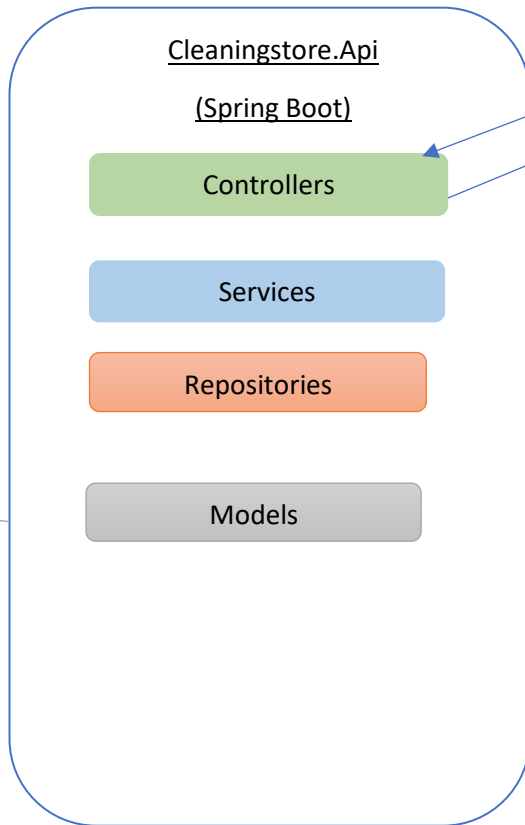 Cleaningstore.Api
(Spring Boot)
Controllers
Services
Repositories
Models